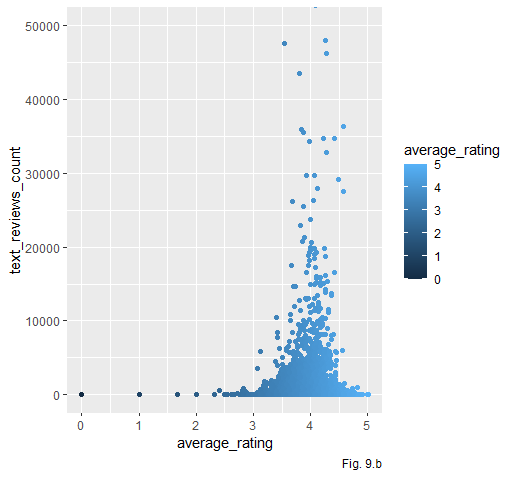 50000
40000
30000
20000
10000
0
text_reviews_count
0 1 2 3 4 5
average_rating
average_rating
5
4
3
2
1
0
Fig. 9.b